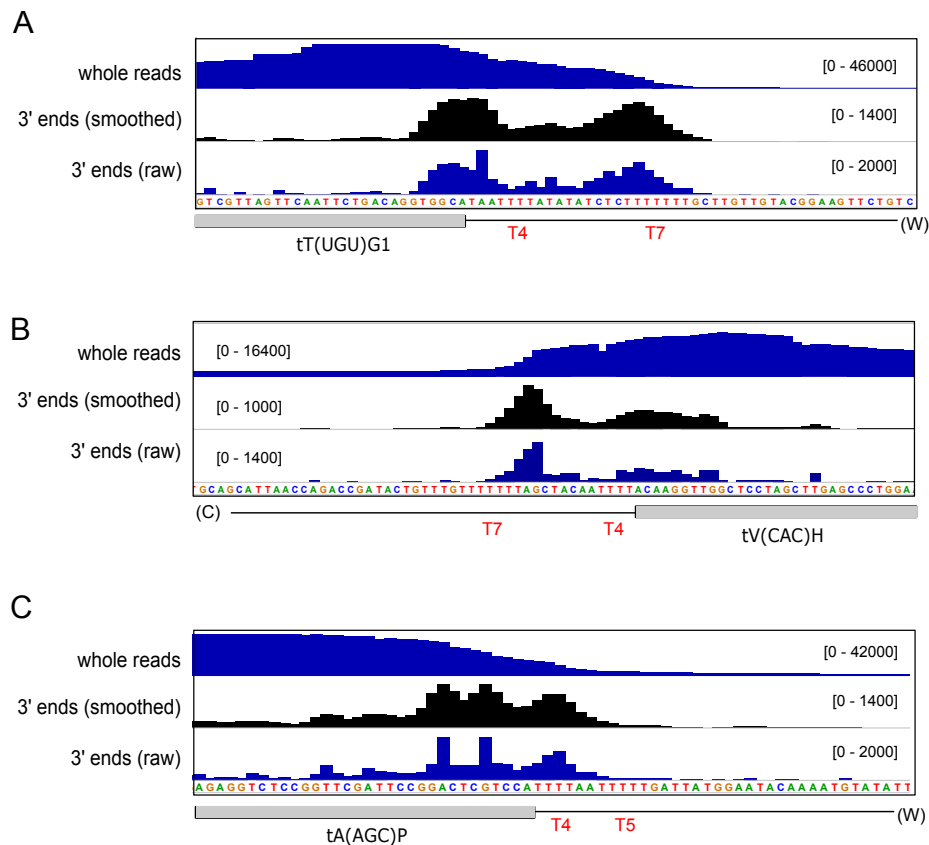 A
whole reads
[0 - 46000]
3' ends (smoothed)
[0 - 1400]
3' ends (raw)
[0 - 2000]
GTCGTTAGTTCAATTCTGACAGGTGGCATAATTTTATATATCTCTTTTTTTGCTTGTTGTACGGAAGTTCTGTC
(W)
T4 T7
tT(UGU)G1
B
whole reads
[0 - 16400]
3' ends (smoothed)
[0 - 1000]
3' ends (raw)
[0 - 1400]
TGCAGCATTAACCAGACCGATACTGTTTGTTTTTTTAGCTACAATTTTACAAGGTTGGCTCCTAGCTTGAGCCCTGGA
(C)
T7 T4
tV(CAC)H
C
whole reads
[0 - 42000]
3' ends (smoothed)
[0 - 1400]
3' ends (raw)
[0 - 2000]
AGAGGTCTCCGGTTCGATTCCGGACTCGTCCATTTTAATTTTTGATTATGGAATACAAAATGTATATT
(W)
T4 T5
tA(AGC)P